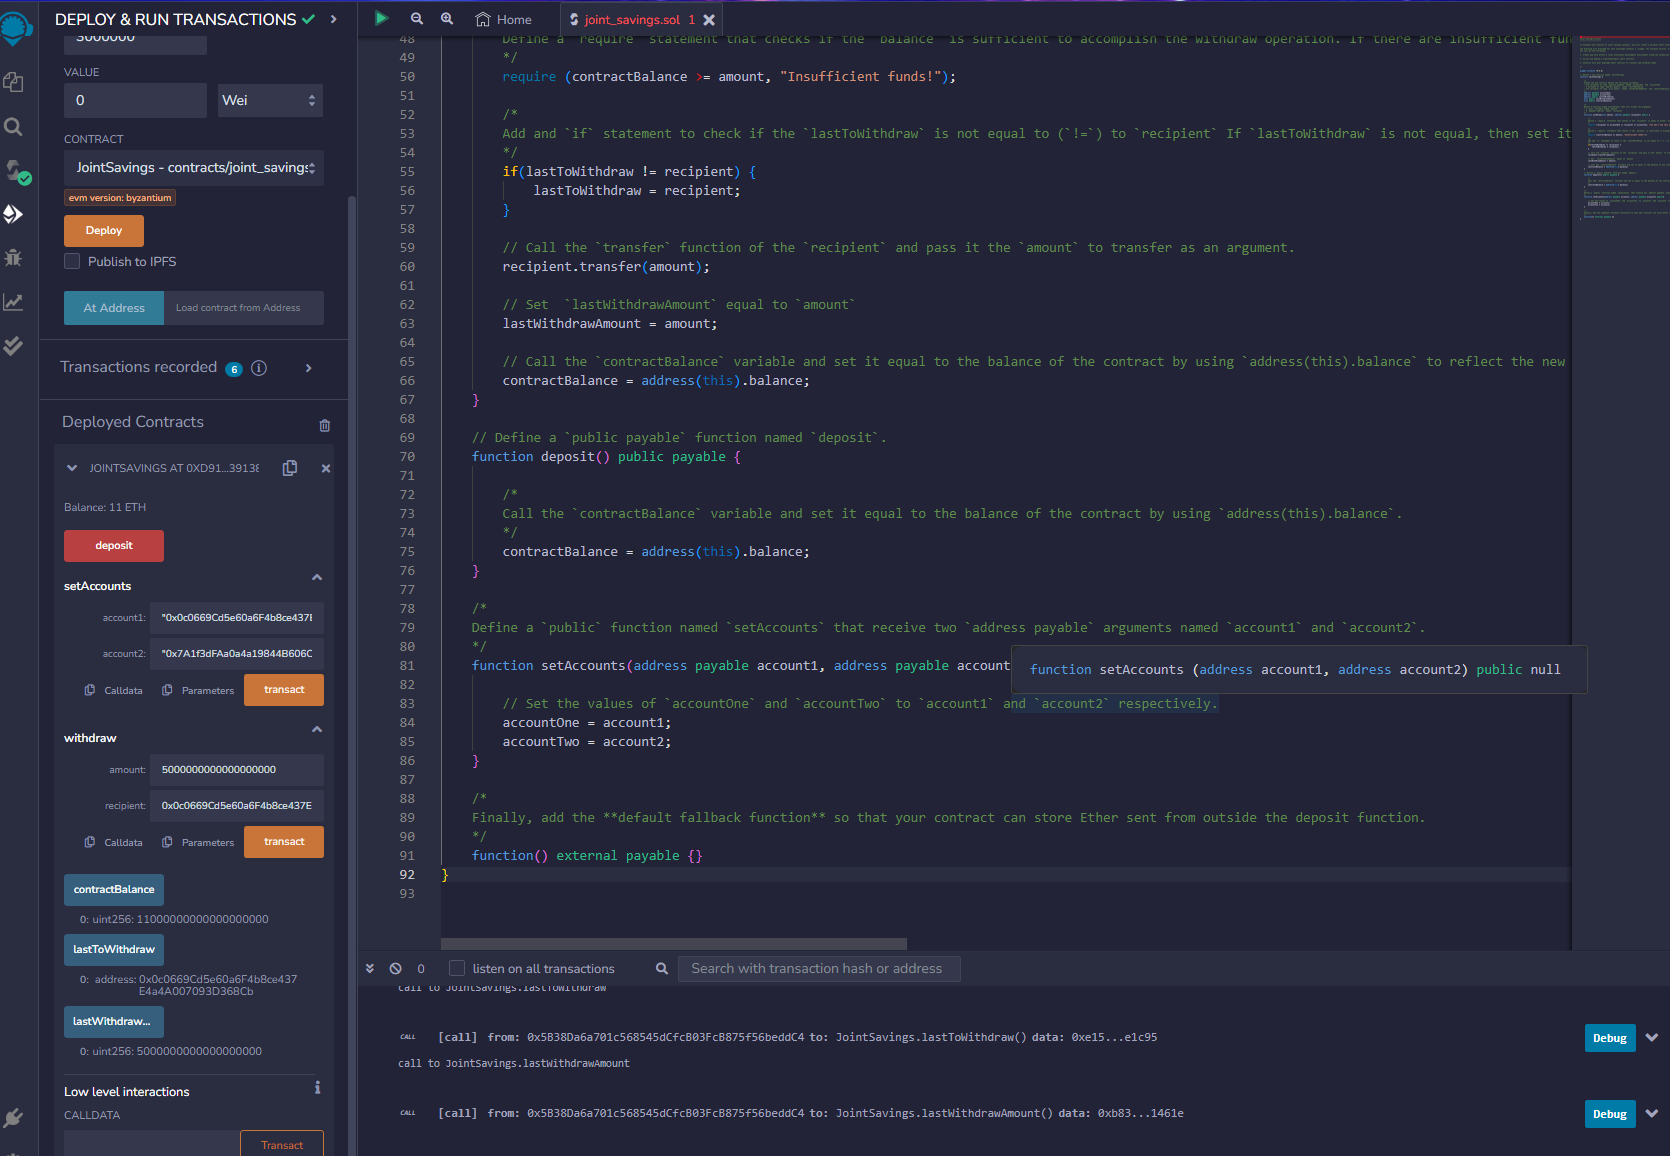 DEPLOY & RUN TRANSACTIONS
3000000
VALUE
0
Wei
CONTRACT
JointSavings - contracts/joint_savings
evm version: byzantium
Deploy
Publish to IPFS
At Address
Load contract from Address
Transactions recorded 6
Deployed Contracts
JOINTSAVINGS AT 0XD91...39138
Balance: 11 ETH
deposit
setAccounts
account1: "0x0c0669Cd5e60a6F4b8ce437E
account2: "0x7A1f3dFAa0a4a19844B606C
Calldata Parameters transact
withdraw
amount: 5000000000000000000
recipient: 0x0c0669Cd5e60a6F4b8ce437E
Calldata Parameters transact
contractBalance
0: uint256: 11000000000000000000
lastToWithdraw
0: address: 0x0c0669Cd5e60a6F4b8ce437
E4a4A007093D368Cb
lastWithdraw...
0: uint256: 5000000000000000000
Low level interactions
CALLDATA
Transact
Home
joint_savings.sol 1
48 Define a `require` statement that checks if the `balance` is sufficient to accomplish the withdraw operation. If there are insufficient fun
49 */
50 require (contractBalance >= amount, "Insufficient funds!");
51
52 /*
53 Add and `if` statement to check if the `lastToWithdraw` is not equal to (`!=`) to `recipient` If `lastToWithdraw` is not equal, then set it
54 */
55 if(lastToWithdraw != recipient) {
56 lastToWithdraw = recipient;
57 }
58
59 // Call the `transfer` function of the `recipient` and pass it the `amount` to transfer as an argument.
60 recipient.transfer(amount);
61
62 // Set  `lastWithdrawAmount` equal to `amount`
63 lastWithdrawAmount = amount;
64
65 // Call the `contractBalance` variable and set it equal to the balance of the contract by using `address(this).balance` to reflect the new
66 contractBalance = address(this).balance;
67 }
68
69 // Define a `public payable` function named `deposit`.
70 function deposit() public payable {
71
72 /*
73 Call the `contractBalance` variable and set it equal to the balance of the contract by using `address(this).balance`.
74 */
75 contractBalance = address(this).balance;
76 }
77
78 /*
79 Define a `public` function named `setAccounts` that receive two `address payable` arguments named `account1` and `account2`.
80 */
81 function setAccounts(address payable account1, address payable account
function setAccounts (address account1, address account2) public null
82
83 // Set the values of `accountOne` and `accountTwo` to `account1` and `account2` respectively.
84 accountOne = account1;
85 accountTwo = account2;
86 }
87
88 /*
89 Finally, add the **default fallback function** so that your contract can store Ether sent from outside the deposit function.
90 */
91 function() external payable {}
92 }
93
0 listen on all transactions Search with transaction hash or address
call to JointSavings.lastToWithdraw
CALL [call] from: 0x5B38Da6a701c568545dCfcB03FcB875f56beddC4 to: JointSavings.lastToWithdraw() data: 0xe15...e1c95 Debug
call to JointSavings.lastWithdrawAmount
CALL [call] from: 0x5B38Da6a701c568545dCfcB03FcB875f56beddC4 to: JointSavings.lastWithdrawAmount() data: 0xb83...1461e Debug